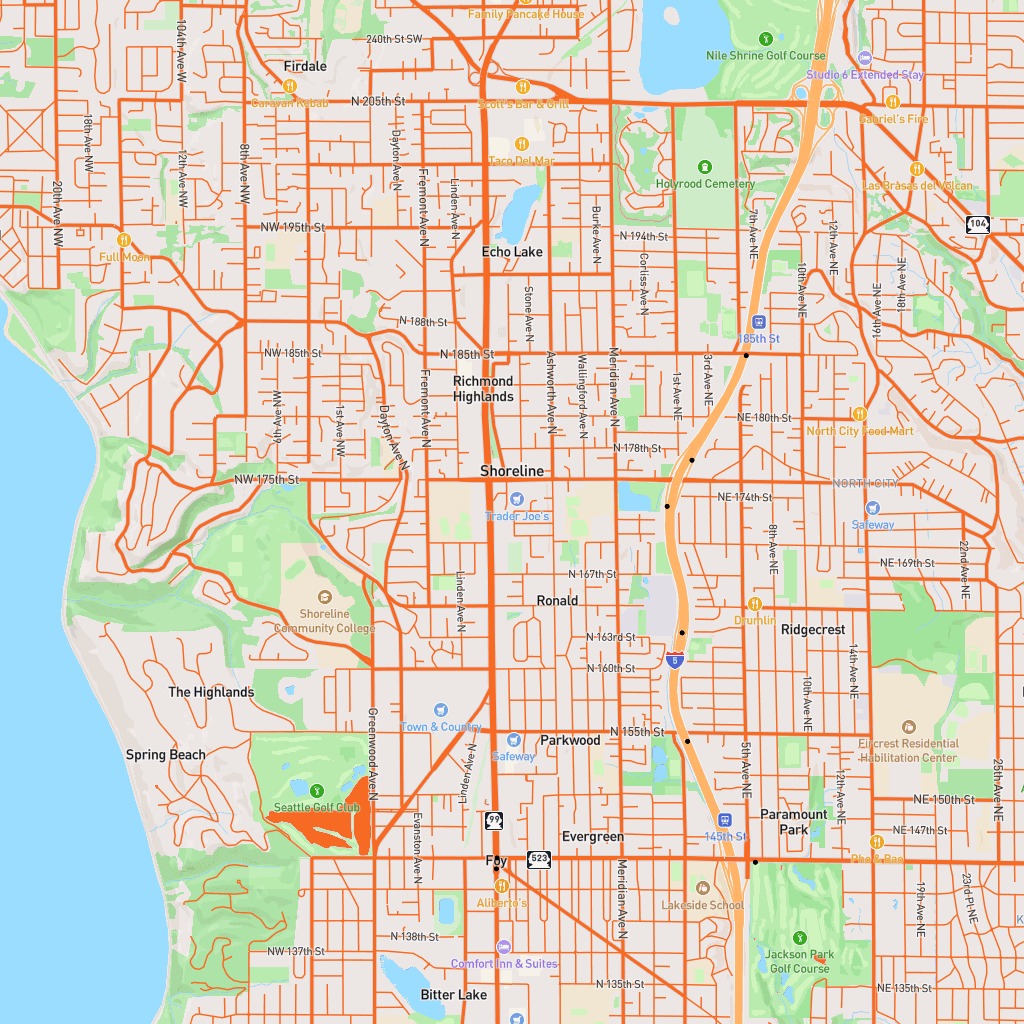 Family Pancake House
104th Ave W
240th St SW
Firdale
Nile Shrine Golf Course
Studio 6 Extended Stay
Caravan Kebab
N 205th St
Scott's Bar & Grill
Gabriel's Fire
18th Ave NW
12th Ave NW
8th Ave NW
Dayton Ave N
Taco Del Mar
Holyrood Cemetery
Las Brasas del Volcan
20th Ave NW
Fremont Ave N
Linden Ave N
Burke Ave N
7th Ave NE
12th Ave NE
104
NW 195th St
N 194th St
Full Moon
Echo Lake
Corliss Ave N
10th Ave NE
16th Ave NE
18th Ave NE
Stone Ave N
N 188th St
185th St
NW 185th St
N 185th St
Richmond
Highlands
Ashworth Ave N
Wallingford Ave N
Meridian Ave N
1st Ave NE
3rd Ave NE
4th Ave NW
1st Ave NW
Dayton Ave N
Fremont Ave N
NE 180th St
North City Food Mart
N 178th St
Shoreline
NW 175th St
NORTH CITY
NE 174th St
Trader Joe's
Safeway
8th Ave NE
22nd Ave NE
NE 169th St
N 167th St
Linden Ave N
Shoreline
Community College
Ronald
Drumlin
Ridgecrest
N 163rd St
5
N 160th St
14th Ave NE
10th Ave NE
The Highlands
Greenwood Ave N
Town & Country
N 155th St
Parkwood
Safeway
Fircrest Residential
Habilitation Center
Spring Beach
Linden Ave N
5th Ave NE
12th Ave NE
25th Ave NE
Seattle Golf Club
NE 150th St
99
Evanston Ave N
Evergreen
145th St
Paramount
Park
NE 147th St
Foy
523
Pho & Bac
Meridian Ave N
Lakeside School
Aliberto's
19th Ave NE
23rd Pl NE
N 138th St
NW 137th St
Comfort Inn & Suites
Jackson Park
Golf Course
Bitter Lake
N 135th St
NE 135th St